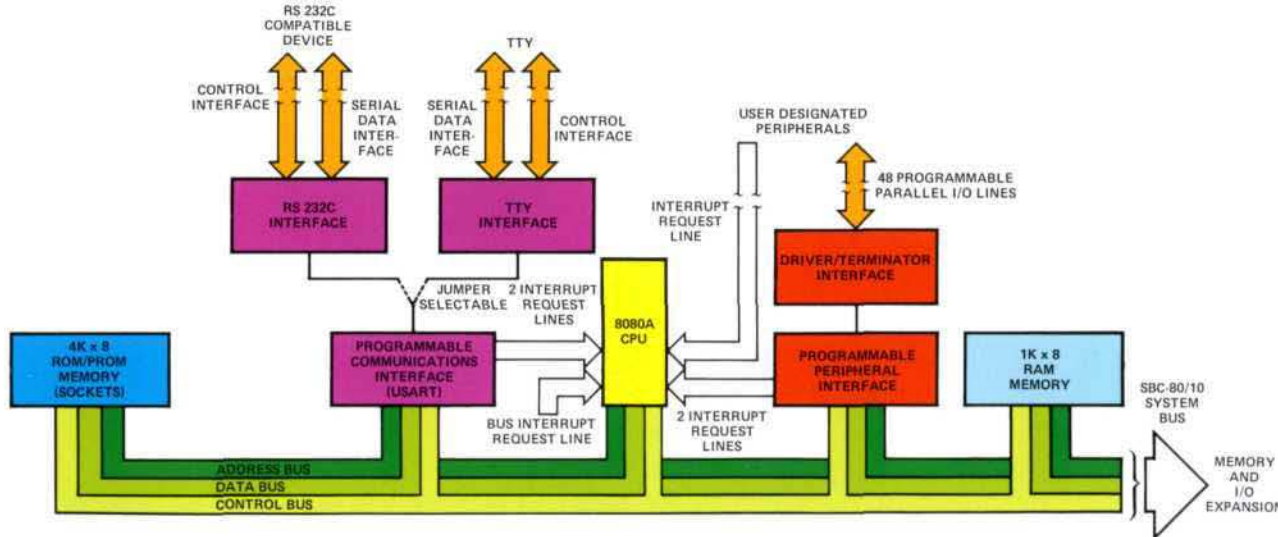 RS 232C
COMPATIBLE
DEVICE
TTY
CONTROL
INTERFACE
SERIAL
DATA
INTER-
FACE
SERIAL
DATA
INTER-
FACE
CONTROL
INTERFACE
USER DESIGNATED
PERIPHERALS
48 PROGRAMMABLE
PARALLEL I/O LINES
RS 232C
INTERFACE
TTY
INTERFACE
INTERRUPT
REQUEST
LINE
DRIVER/TERMINATOR
INTERFACE
JUMPER
SELECTABLE
2 INTERRUPT
REQUEST
LINES
8080A
CPU
4K x 8
ROM/PROM
MEMORY
(SOCKETS)
PROGRAMMABLE
COMMUNICATIONS
INTERFACE
(USART)
PROGRAMMABLE
PERIPHERAL
INTERFACE
1K x 8
RAM
MEMORY
BUS INTERRUPT
REQUEST LINE
2 INTERRUPT
REQUEST
LINES
SBC-80/10
SYSTEM
BUS
ADDRESS BUS
DATA BUS
CONTROL BUS
MEMORY
AND
I/O
EXPANSION